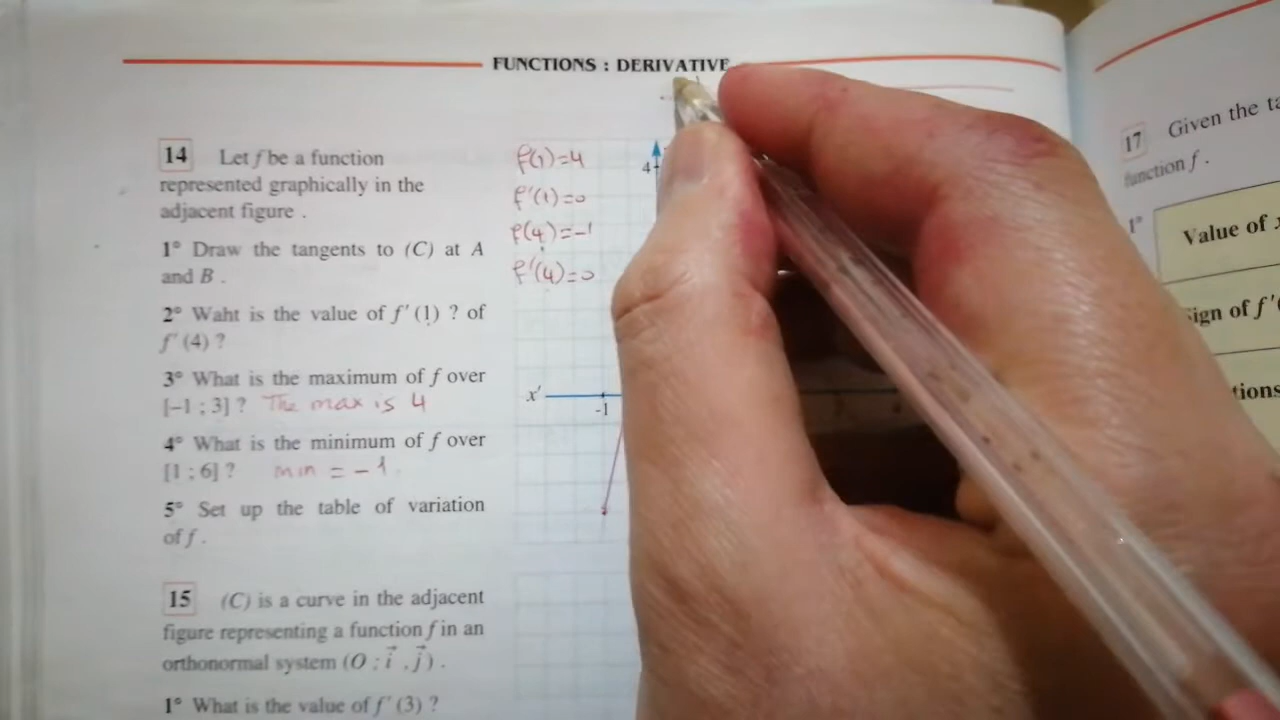 FUNCTIONS : DERIVATIVE
14 Let f be a function
represented graphically in the
adjacent figure .
1° Draw the tangents to (C) at A
and B .
2° Waht is the value of f'(1) ? of
f'(4) ?
3° What is the maximum of f over
[–1 ; 3] ? The max is 4
4° What is the minimum of f over
[1 ; 6] ? min = -1
5° Set up the table of variation
of f .
f(1)=4
f'(1)=0
f(4)=-1
f'(4)=0
4
x'
-1
15 (C) is a curve in the adjacent
figure representing a function f in an
orthonormal system (O ; i⃗ , j⃗) .
1° What is the value of f'(3) ?
17 Given the
function f .
1°
Value of
f'